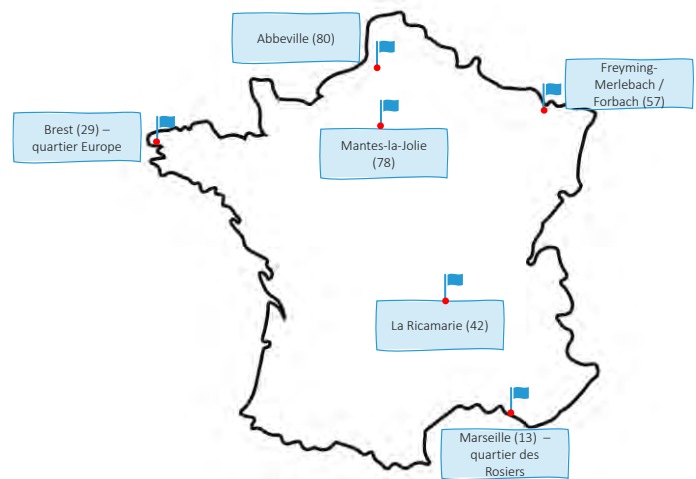 Abbeville (80)
Freyming-
Merlebach /
Forbach (57)
Brest (29) –
quartier Europe
Mantes-la-Jolie
(78)
La Ricamarie (42)
Marseille (13) –
quartier des
Rosiers